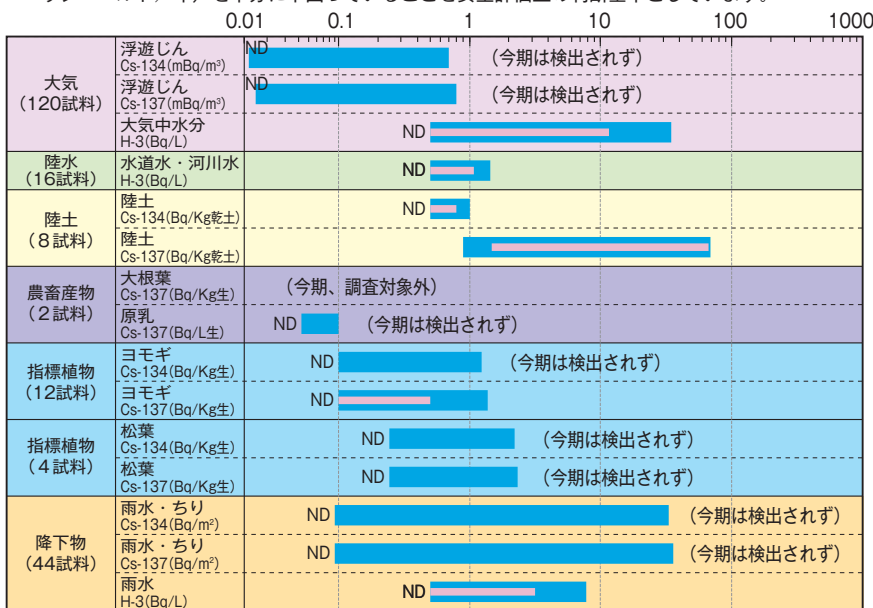 0.01 0.1 1 10 100 1000
大気
(120試料)
浮遊じん
Cs-134(mBq/m³)
ND
(今期は検出されず)
浮遊じん
Cs-137(mBq/m³)
ND
(今期は検出されず)
大気中水分
H-3(Bq/L)
ND
陸水
(16試料)
水道水・河川水
H-3(Bq/L)
ND
陸土
(8試料)
陸土
Cs-134(Bq/Kg乾土)
ND
陸土
Cs-137(Bq/Kg乾土)
農畜産物
(2試料)
大根葉
Cs-137(Bq/Kg生)
(今期、調査対象外)
原乳
Cs-137(Bq/L生)
ND
(今期は検出されず)
指標植物
(12試料)
ヨモギ
Cs-134(Bq/Kg生)
ND
(今期は検出されず)
ヨモギ
Cs-137(Bq/Kg生)
ND
指標植物
(4試料)
松葉
Cs-134(Bq/Kg生)
ND
(今期は検出されず)
松葉
Cs-137(Bq/Kg生)
ND
(今期は検出されず)
降下物
(44試料)
雨水・ちり
Cs-134(Bq/m²)
ND
(今期は検出されず)
雨水・ちり
Cs-137(Bq/m²)
ND
(今期は検出されず)
雨水
H-3(Bq/L)
ND